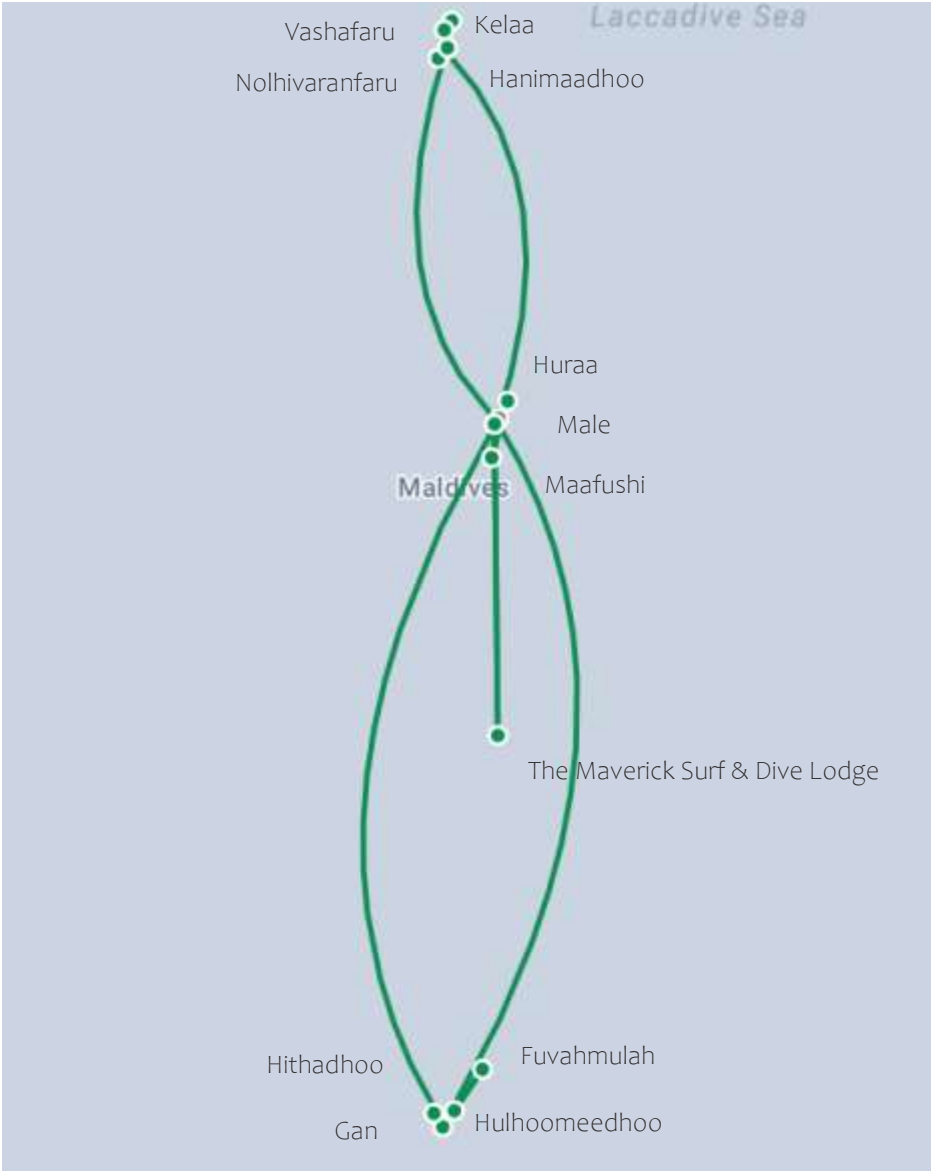 Laccadive Sea
Vashafaru
Kelaa
Nolhivaranfaru
Hanimaadhoo
Huraa
Male
Maldives
Maafushi
The Maverick Surf & Dive Lodge
Hithadhoo
Fuvahmulah
Gan
Hulhoomeedhoo